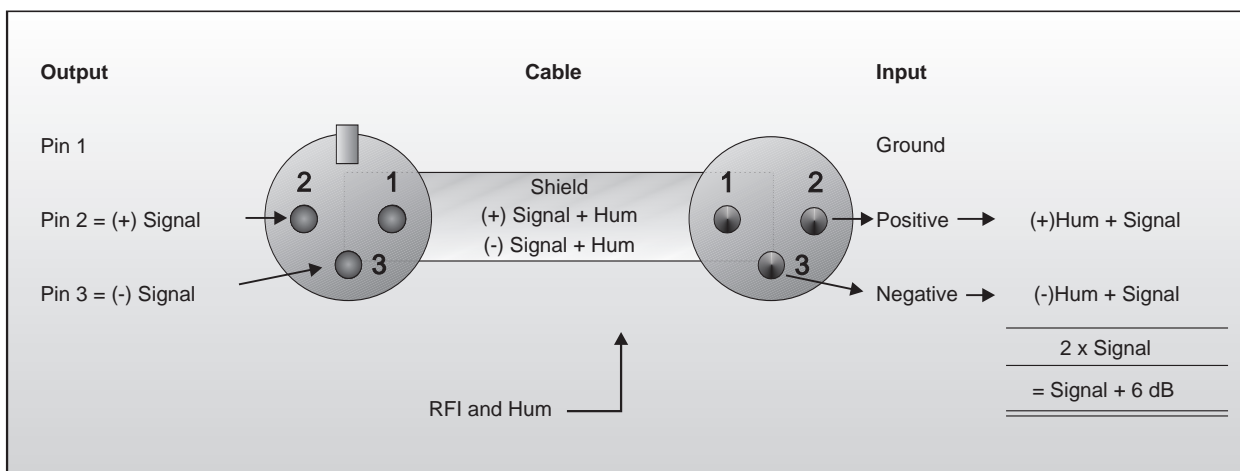 Output
Cable
Input
Pin 1
Ground
2
1
1
2
Shield
Pin 2 = (+) Signal
(+) Signal + Hum
Positive
(+)Hum + Signal
(-) Signal + Hum
3
3
Pin 3 = (-) Signal
Negative
(-)Hum + Signal
2 x Signal
= Signal + 6 dB
RFI and Hum